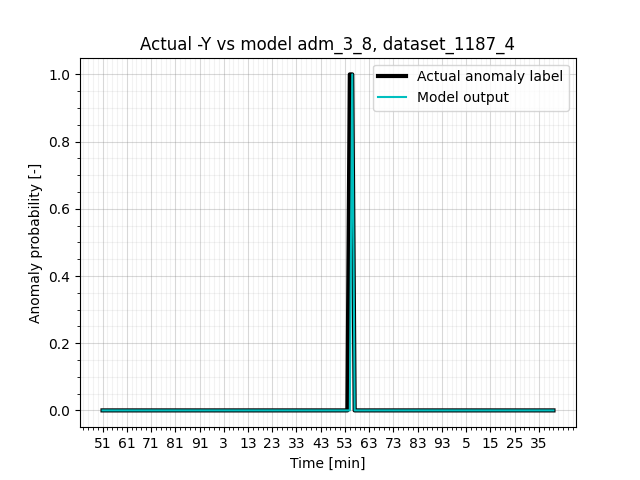 Actual -Y vs model adm_3_8, dataset_1187_4
Actual anomaly label
Model output
Anomaly probability [-]
1.0
0.8
0.6
0.4
0.2
0.0
51 61 71 81 91 3 13 23 33 43 53 63 73 83 93 5 15 25 35
Time [min]